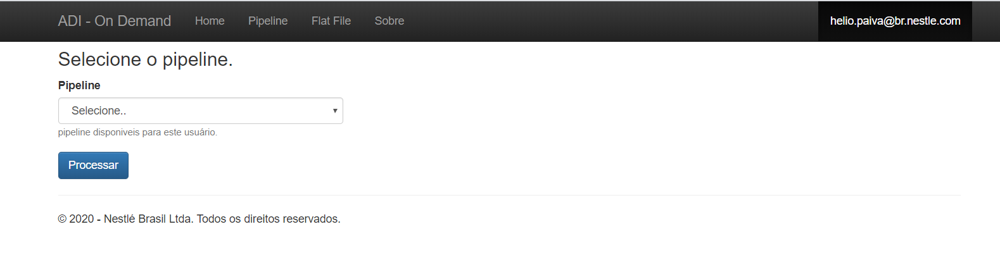 ADI - On Demand Home Pipeline Flat File Sobre helio.paiva@br.nestle.com
Selecione o pipeline.
Pipeline
Selecione..
pipeline disponiveis para este usuário.
Processar
© 2020 - Nestlé Brasil Ltda. Todos os direitos reservados.